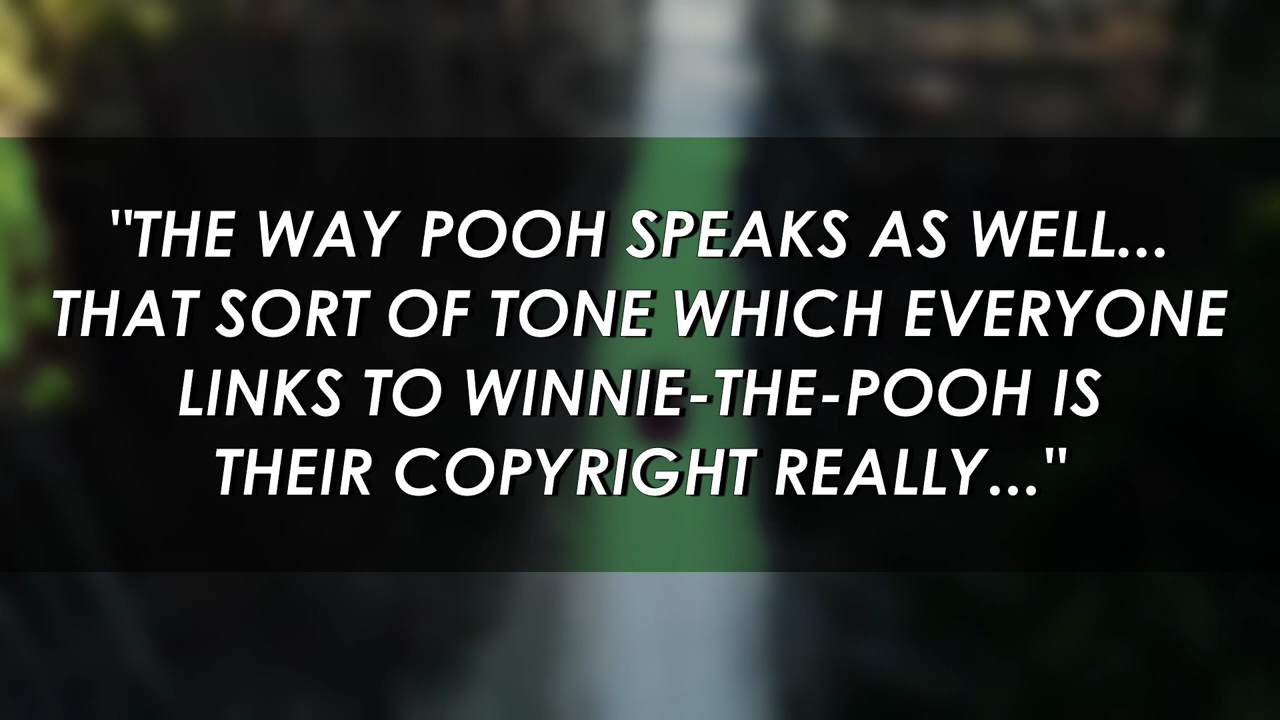 "THE WAY POOH SPEAKS AS WELL...
THAT SORT OF TONE WHICH EVERYONE
LINKS TO WINNIE-THE-POOH IS
THEIR COPYRIGHT REALLY..."